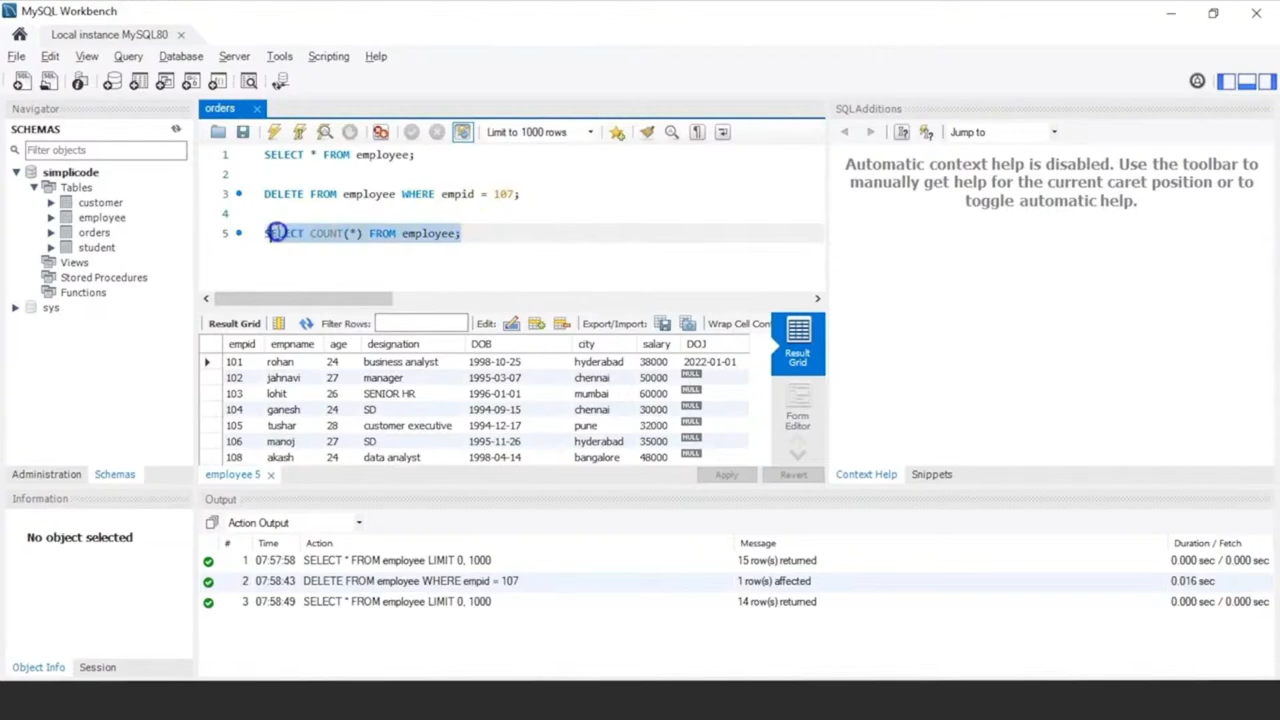 MySQL Workbench
Local instance MySQL80
File Edit View Query Database Server Tools Scripting Help
Navigator
SCHEMAS
Filter objects
simplicode
Tables
customer
employee
orders
student
Views
Stored Procedures
Functions
sys
Administration Schemas
Information
No object selected
Object Info Session
orders
Limit to 1000 rows
1 SELECT * FROM employee;
2
3 DELETE FROM employee WHERE empid = 107;
4
5 SELECT COUNT(*) FROM employee;
Result Grid Filter Rows: Edit: Export/Import: Wrap Cell Cont
empid empname age designation DOB city salary DOJ
101 rohan 24 business analyst 1998-10-25 hyderabad 38000 2022-01-01
102 jahnavi 27 manager 1995-03-07 chennai 50000 NULL
103 lohit 26 SENIOR HR 1996-01-01 mumbai 60000 NULL
104 ganesh 24 SD 1994-09-15 chennai 30000 NULL
105 tushar 28 customer executive 1994-12-17 pune 32000 NULL
106 manoj 27 SD 1995-11-26 hyderabad 35000 NULL
108 akash 24 data analyst 1998-04-14 bangalore 48000 NULL
Result
Grid
Form
Editor
employee 5 Apply Revert
SQLAdditions
Jump to
Automatic context help is disabled. Use the toolbar to
manually get help for the current caret position or to
toggle automatic help.
Context Help Snippets
Output
Action Output
# Time Action Message Duration / Fetch
1 07:57:58 SELECT * FROM employee LIMIT 0, 1000 15 row(s) returned 0.000 sec / 0.000 sec
2 07:58:43 DELETE FROM employee WHERE empid = 107 1 row(s) affected 0.016 sec
3 07:58:49 SELECT * FROM employee LIMIT 0, 1000 14 row(s) returned 0.000 sec / 0.000 sec